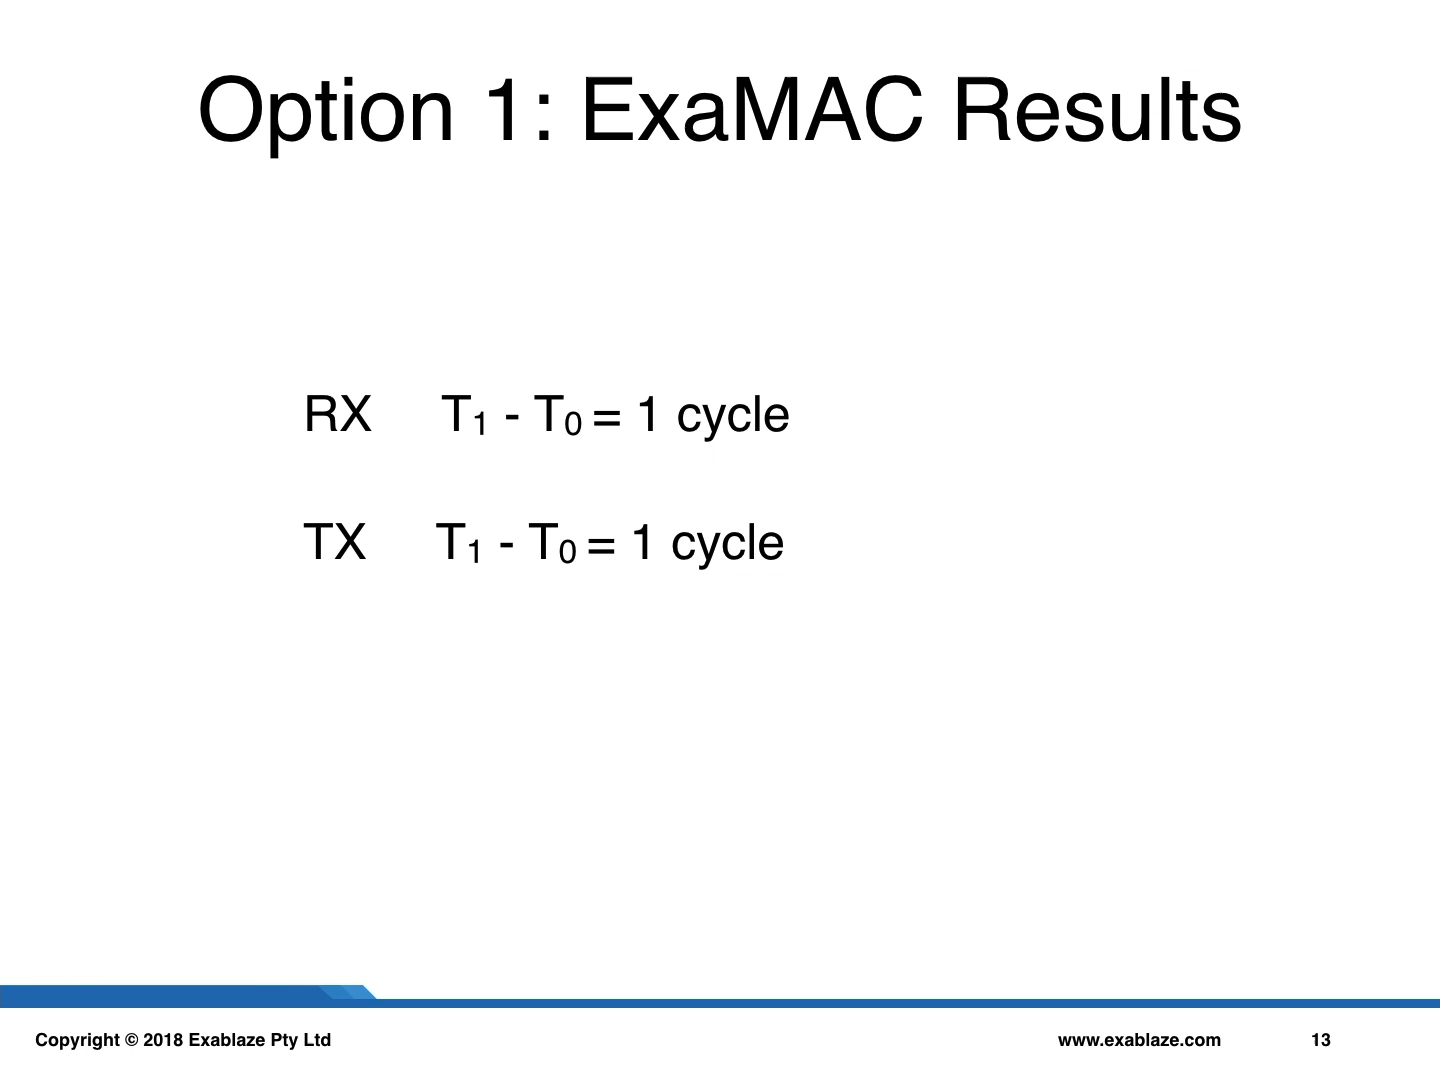 Option 1: ExaMAC Results
RX T₁ - T₀ = 1 cycle
TX T₁ - T₀ = 1 cycle
Copyright © 2018 Exablaze Pty Ltd www.exablaze.com 13